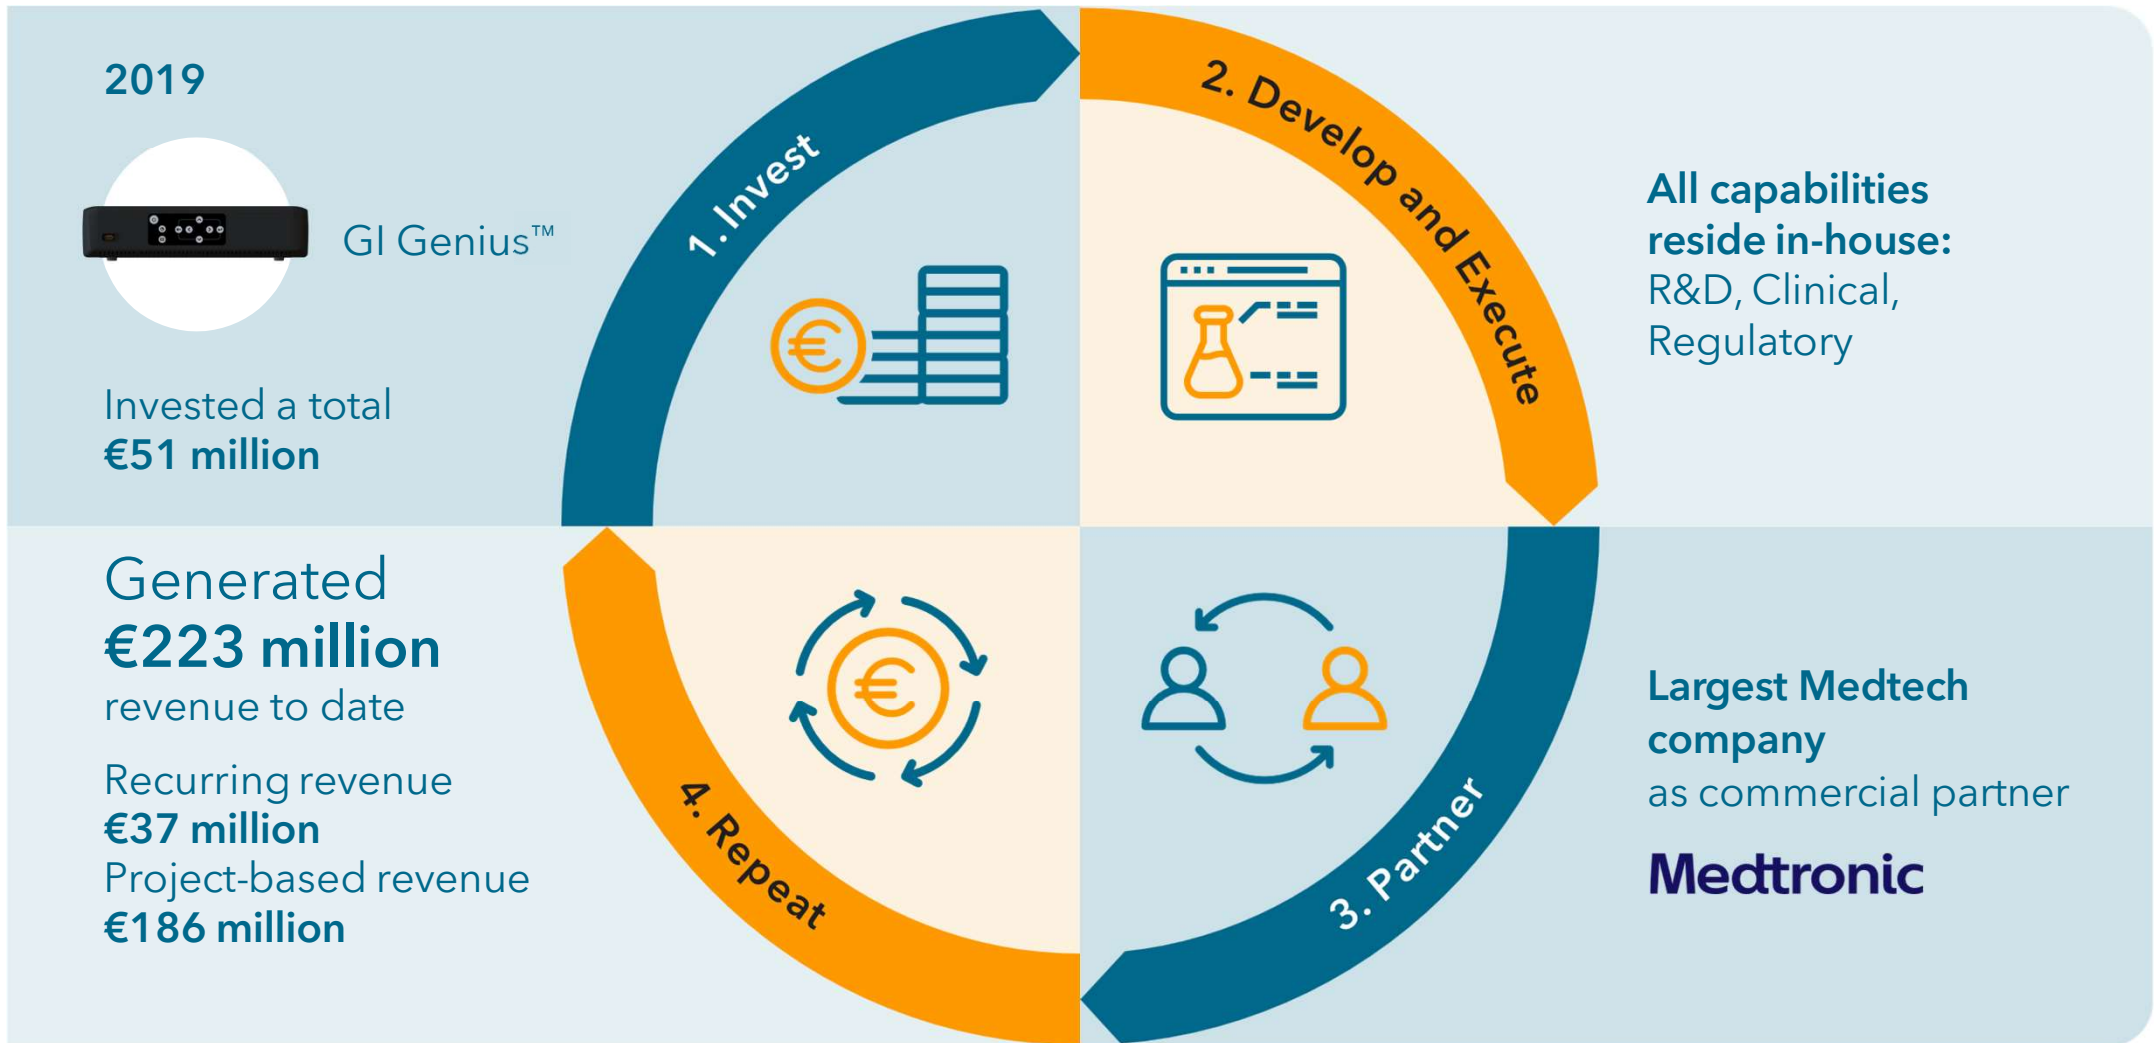 2019
GI Genius™
Invested a total
€51 million
1. Invest
2. Develop and Execute
All capabilities
reside in-house:
R&D, Clinical,
Regulatory
3. Partner
Largest Medtech
company
as commercial partner
Medtronic
4. Repeat
Generated
€223 million
revenue to date
Recurring revenue
€37 million
Project-based revenue
€186 million